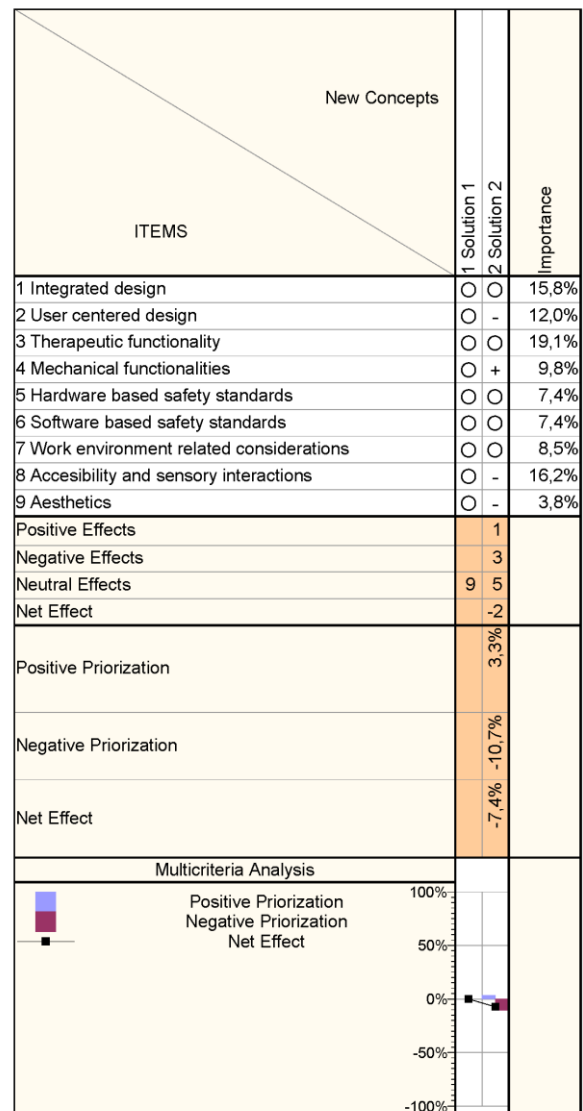 New Concepts
ITEMS
1 Solution 1
2 Solution 2
Importance
1 Integrated design 15,8%
2 User centered design - 12,0%
3 Therapeutic functionality 19,1%
4 Mechanical functionalities + 9,8%
5 Hardware based safety standards 7,4%
6 Software based safety standards 7,4%
7 Work environment related considerations 8,5%
8 Accesibility and sensory interactions - 16,2%
9 Aesthetics - 3,8%
Positive Effects 1
Negative Effects 3
Neutral Effects 9 5
Net Effect -2
Positive Priorization 3,3%
Negative Priorization -10,7%
Net Effect -7,4%
Multicriteria Analysis
Positive Priorization
Negative Priorization
Net Effect
100%
50%
0%
-50%
-100%